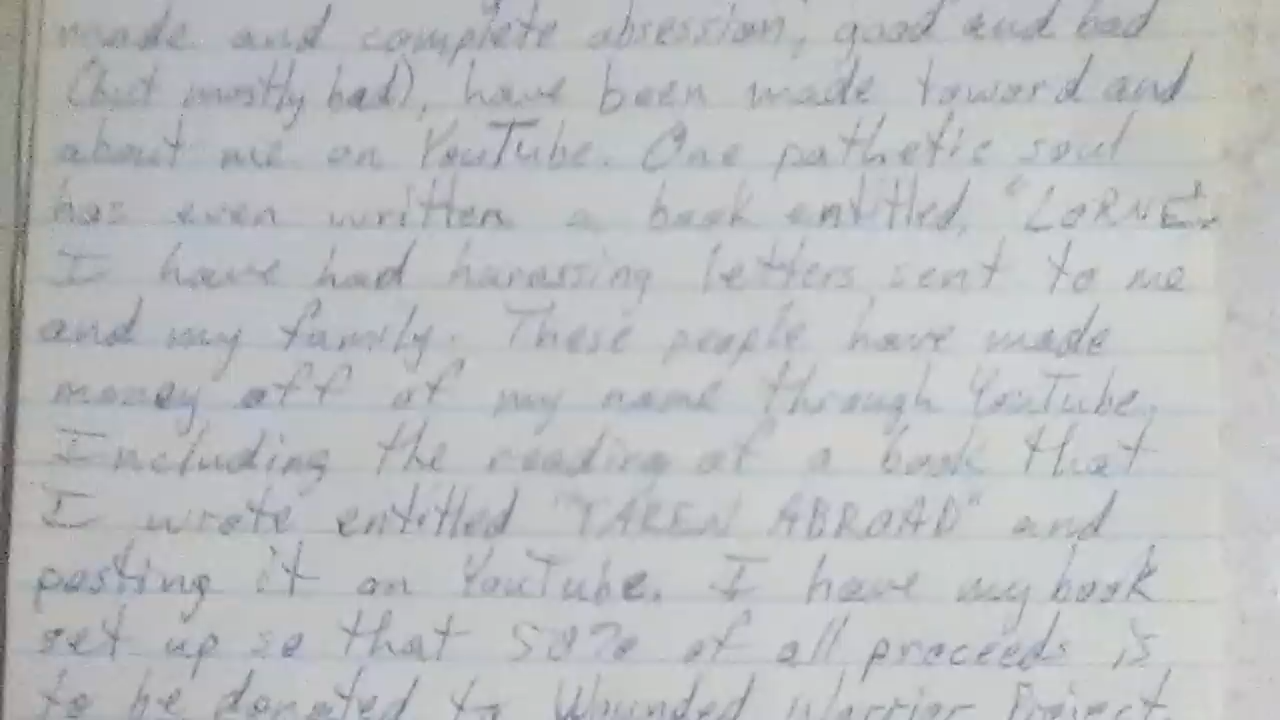 made and complete obsession, good and bad
(but mostly bad), have been made toward and
about me on YouTube. One pathetic soul
has even written a book entitled, "LORNE".
I have had harassing letters sent to me
and my family. These people have made
money off of my name through YouTube,
Including the reading of a book that
I wrote entitled "TAKEN ABROAD" and
posting it on YouTube. I have my book
set up so that 50% of all proceeds is
to be donated to Wounded Warrior Project